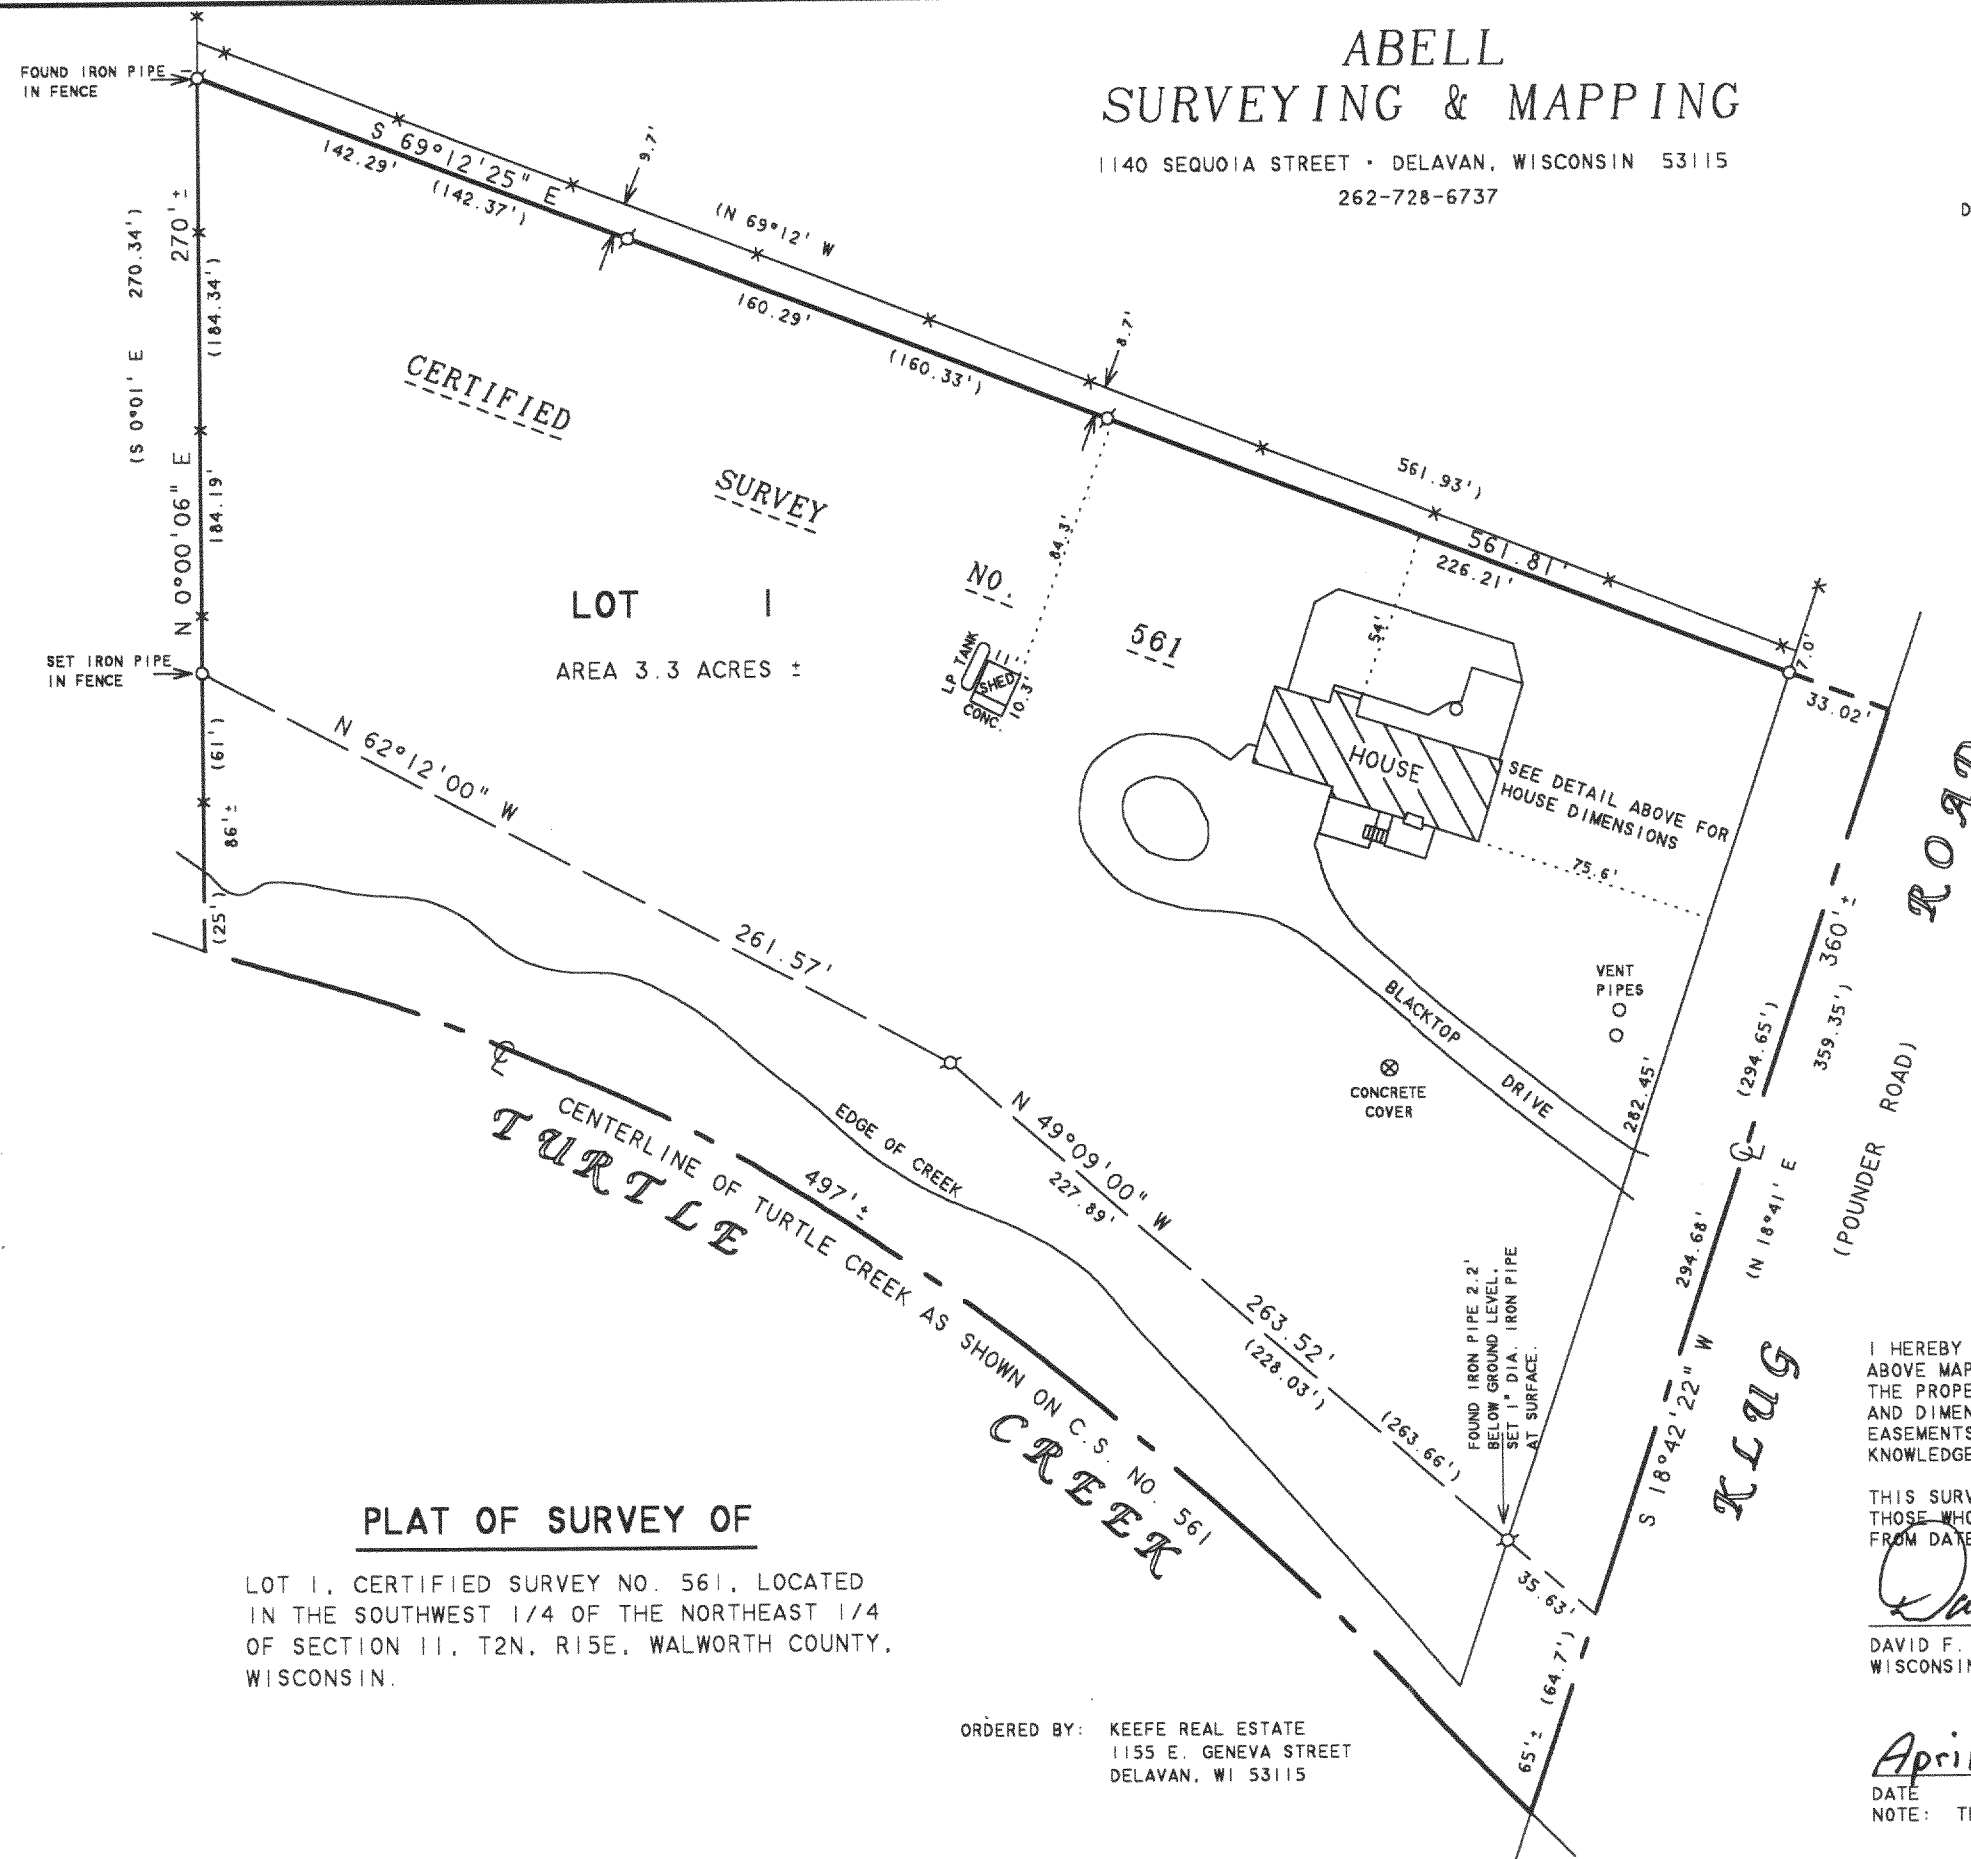 ABELL
SURVEYING & MAPPING
1140 SEQUOIA STREET • DELAVAN, WISCONSIN 53115
262-728-6737
D
FOUND IRON PIPE
IN FENCE
S 69°12'25" E
142.29'
(142.37')
9.7'
(N 69°12' W
160.29'
(160.33')
8.7'
561.93')
561.81'
226.21'
7.0'
33.02'
(S 0°01' E 270.34')
270'±
(184.34')
N 0°00'06" E
184.19'
CERTIFIED
SURVEY
NO.
561
LOT 1
AREA 3.3 ACRES ±
84.3'
54'
LP TANK
SHED
CONC.
10.3'
HOUSE
SEE DETAIL ABOVE FOR
HOUSE DIMENSIONS
75.6'
SET IRON PIPE
IN FENCE
(61')
86'±
(25')
N 62°12'00" W
261.57'
VENT
PIPES
BLACKTOP
DRIVE
CONCRETE
COVER
282.45'
(294.65')
360'±
359.35')
ROAD
(POUNDER ROAD)
294.68'
(N 18°41' E
S 18°42'22" W
KLUG
N 49°09'00" W
227.89'
263.52'
(228.03')
(263.66')
EDGE OF CREEK
CENTERLINE OF TURTLE CREEK AS SHOWN ON C.S. NO. 561
497'±
TURTLE
CREEK
FOUND IRON PIPE 2.2'
BELOW GROUND LEVEL,
SET 1" DIA. IRON PIPE
AT SURFACE.
35.63'
(64.7')
65'±
PLAT OF SURVEY OF
LOT 1, CERTIFIED SURVEY NO. 561, LOCATED
IN THE SOUTHWEST 1/4 OF THE NORTHEAST 1/4
OF SECTION 11, T2N, R15E, WALWORTH COUNTY,
WISCONSIN.
ORDERED BY: KEEFE REAL ESTATE
1155 E. GENEVA STREET
DELAVAN, WI 53115
I HEREBY
ABOVE MAP
THE PROPE
AND DIMEN
EASEMENTS
KNOWLEDGE
THIS SURV
THOSE WHO
FROM DATE
DAVID F.
WISCONSIN
April
DATE
NOTE: TH